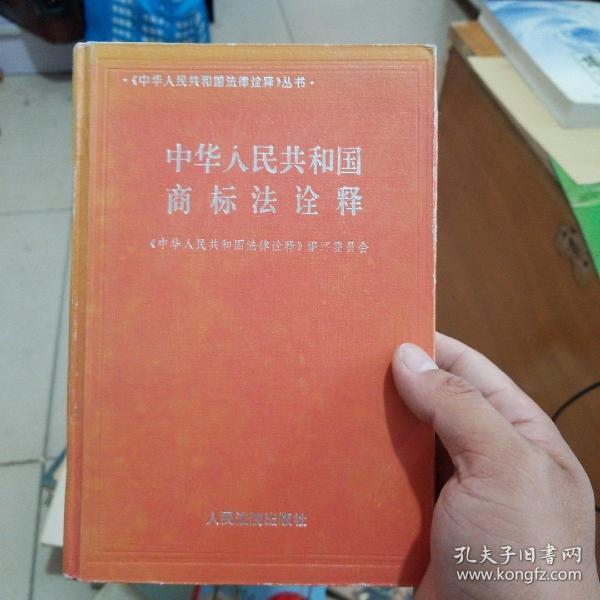 ·《中华人民共和国法律诠释》丛书·
中华人民共和国
商标法诠释
《中华人民共和国法律诠释》编写委员会
人民法院出版社
孔夫子旧书网
www.kongfz.com